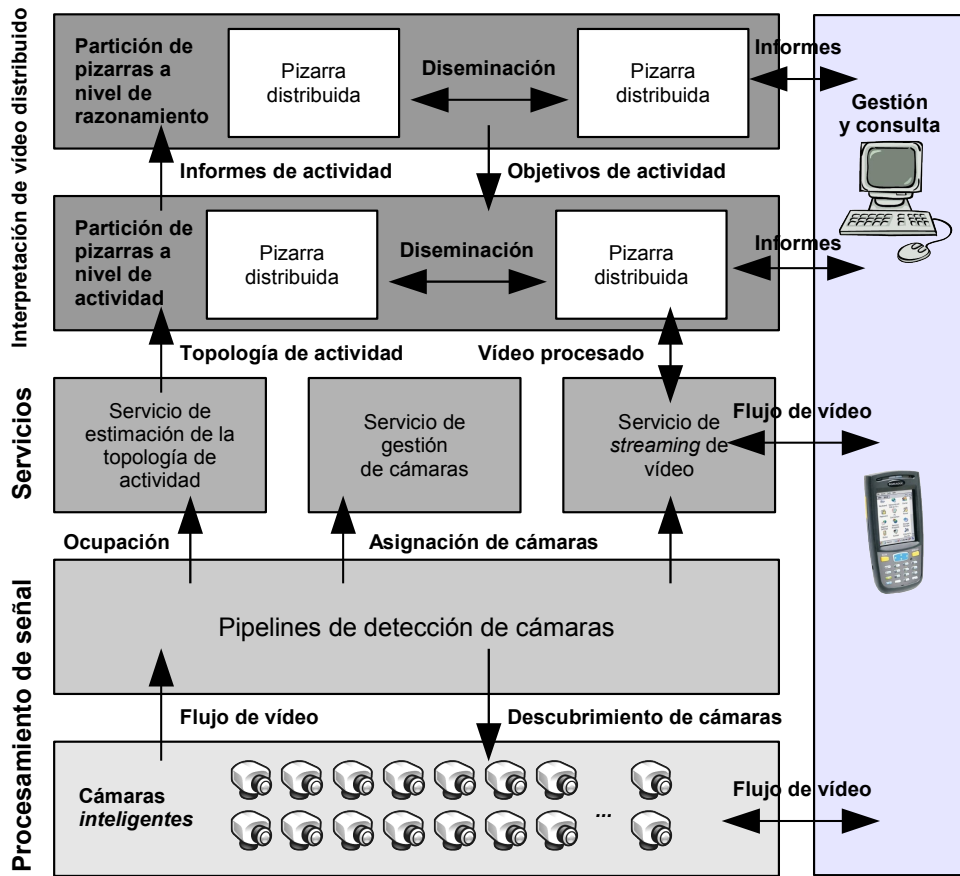 Interpretación de vídeo distribuido
Partición de
pizarras a
nivel de
razonamiento
Pizarra
distribuida
Diseminación
Pizarra
distribuida
Informes
Gestión
y consulta
Informes de actividad
Objetivos de actividad
Partición de
pizarras a
nivel de
actividad
Pizarra
distribuida
Diseminación
Pizarra
distribuida
Informes
Topología de actividad
Vídeo procesado
Servicios
Servicio de
estimación de la
topología de
actividad
Servicio de
gestión
de cámaras
Servicio de
streaming de
vídeo
Flujo de vídeo
Ocupación
Asignación de cámaras
Procesamiento de señal
Pipelines de detección de cámaras
Flujo de vídeo
Descubrimiento de cámaras
Cámaras
inteligentes
...
Flujo de vídeo